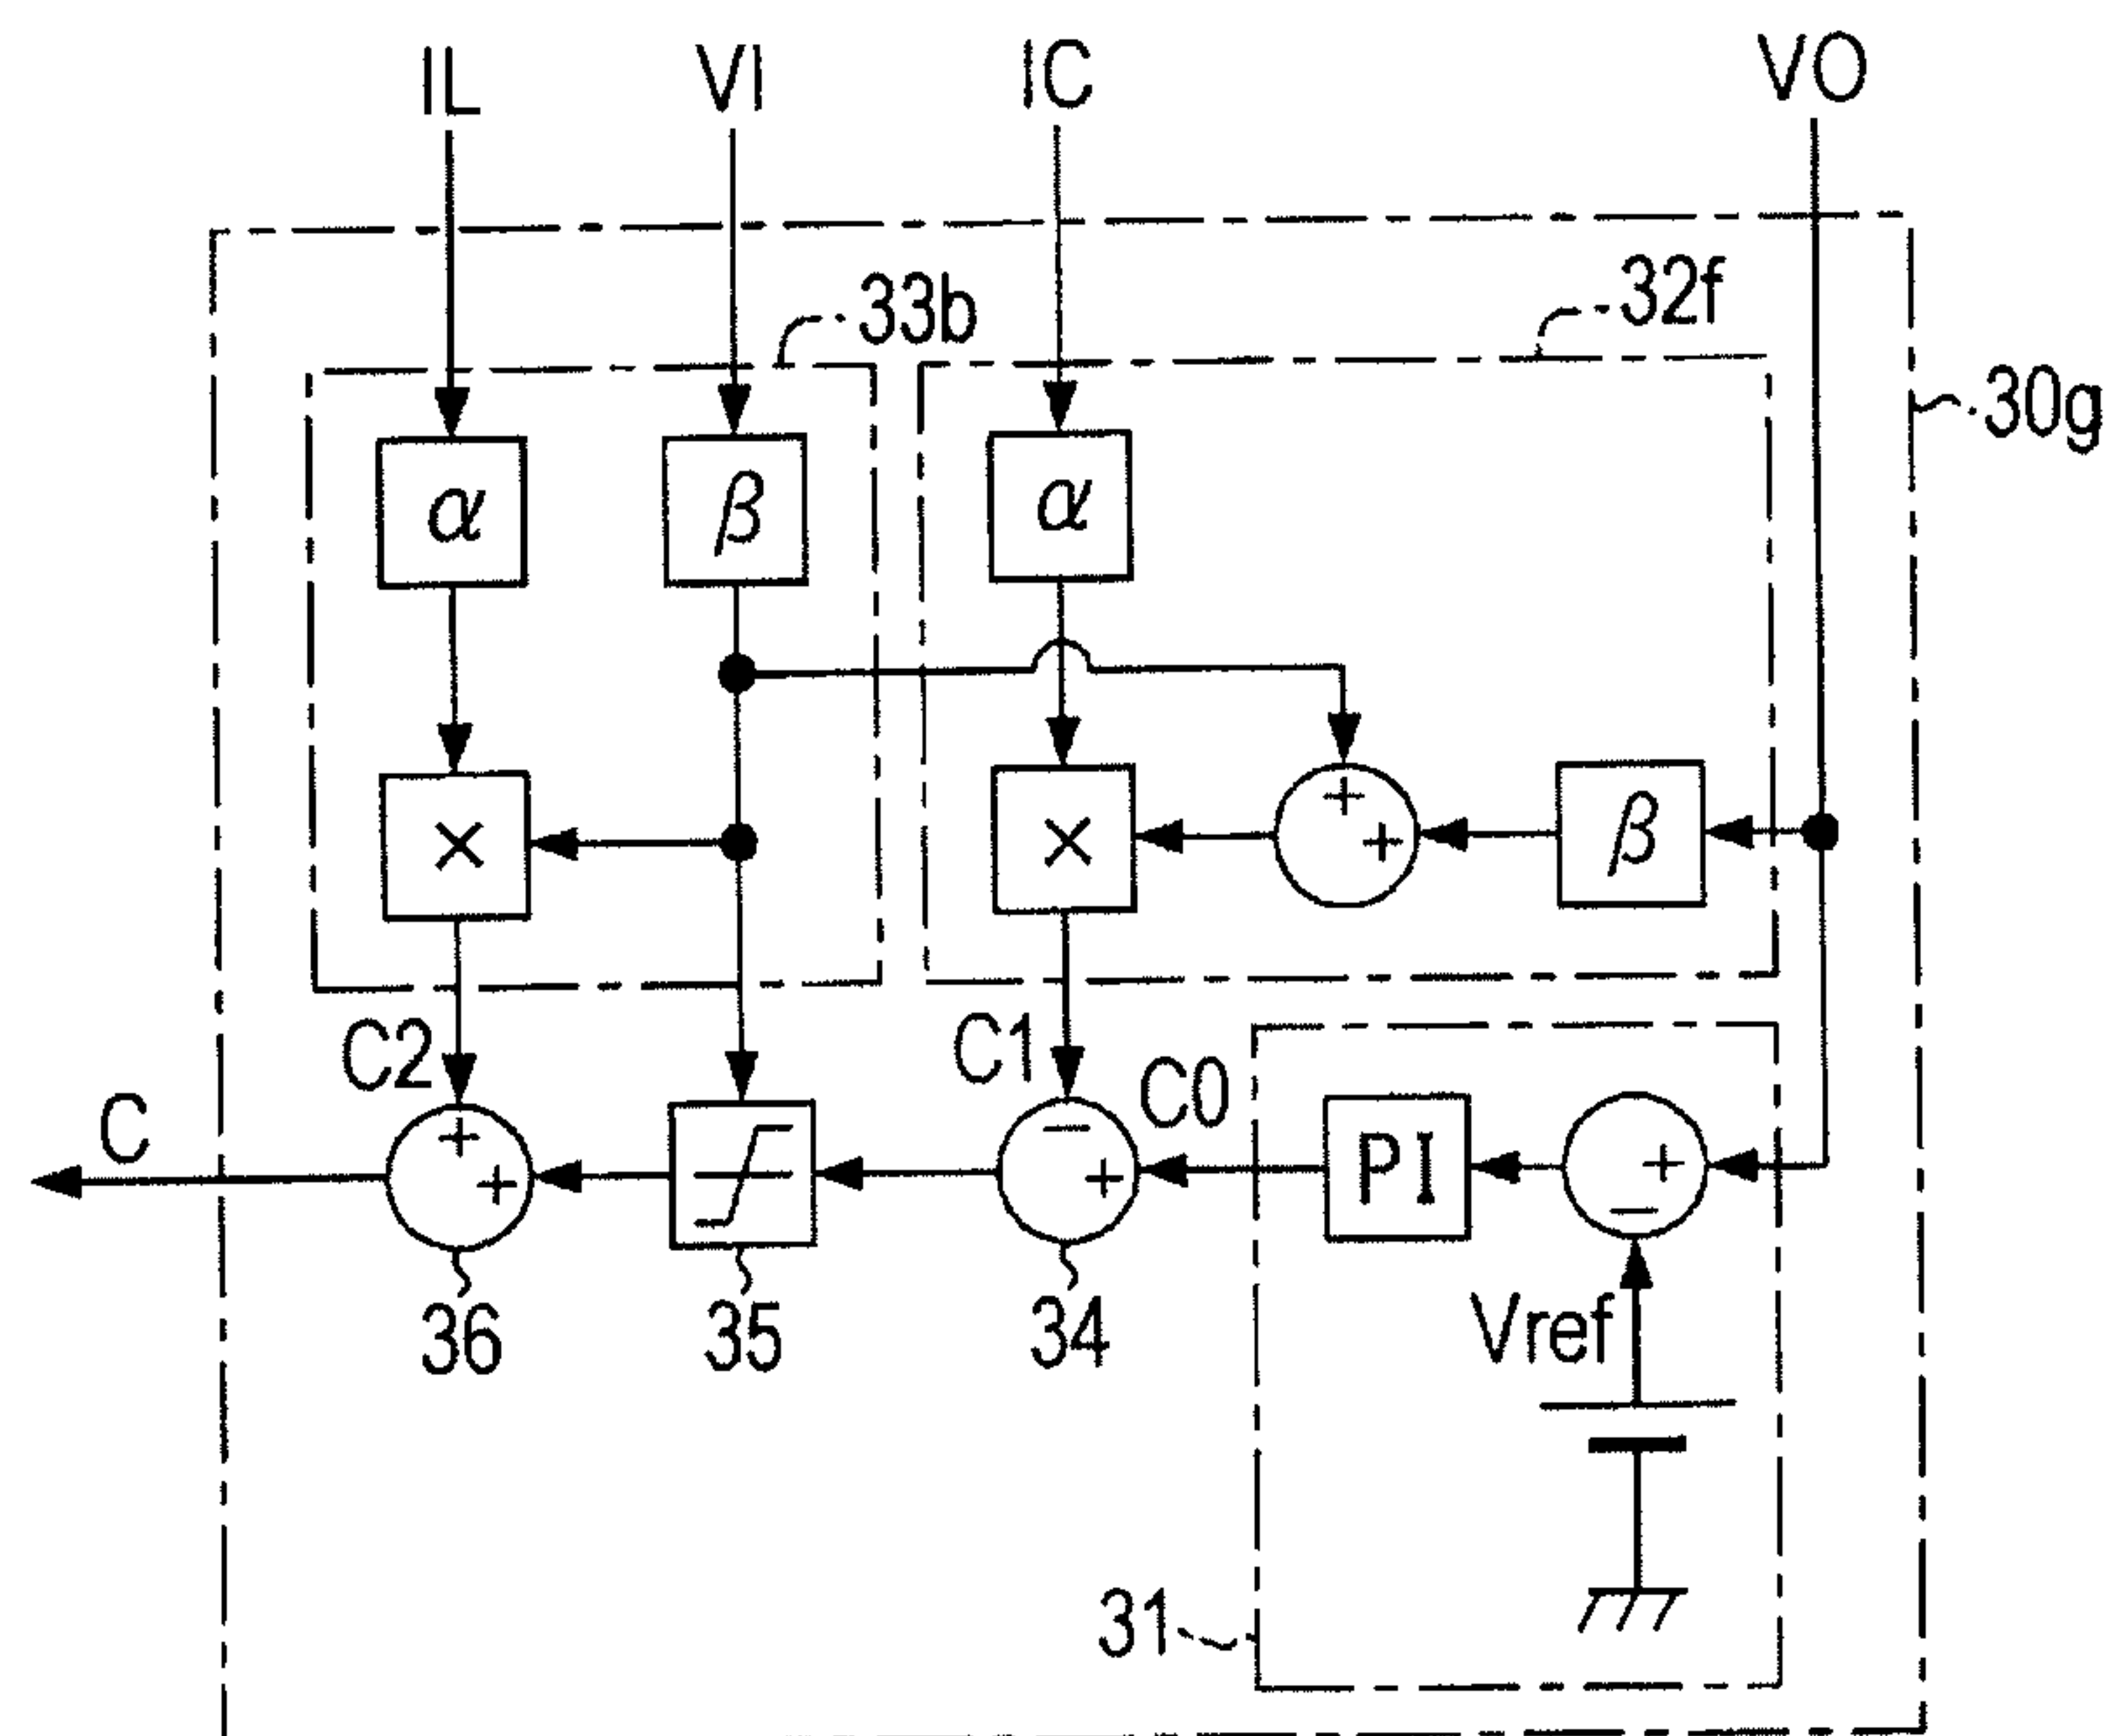 IL VI IC VO
33b 32f
30g
α β α
× × + + β
C2 C1 C0
C + + − + PI + −
36 35 34 Vref
31